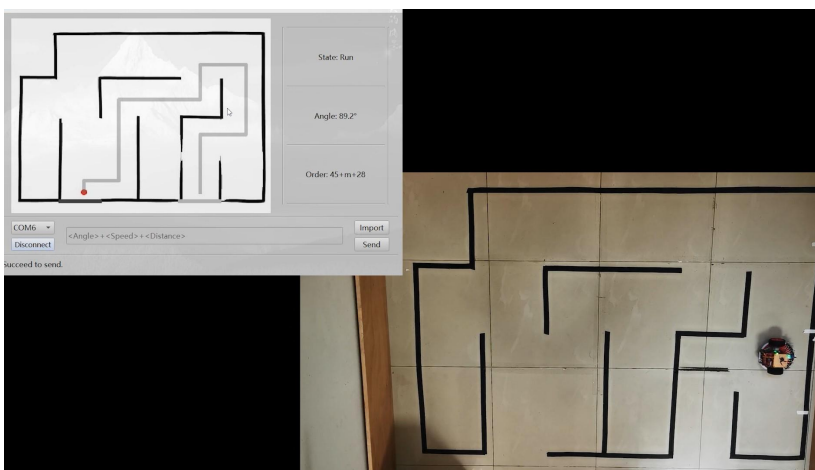 State: Run
Angle: 89.2°
Order: 45+m+28
COM6
<Angle>+<Speed>+<Distance>
Import
Disconnect
Send
Succeed to send.